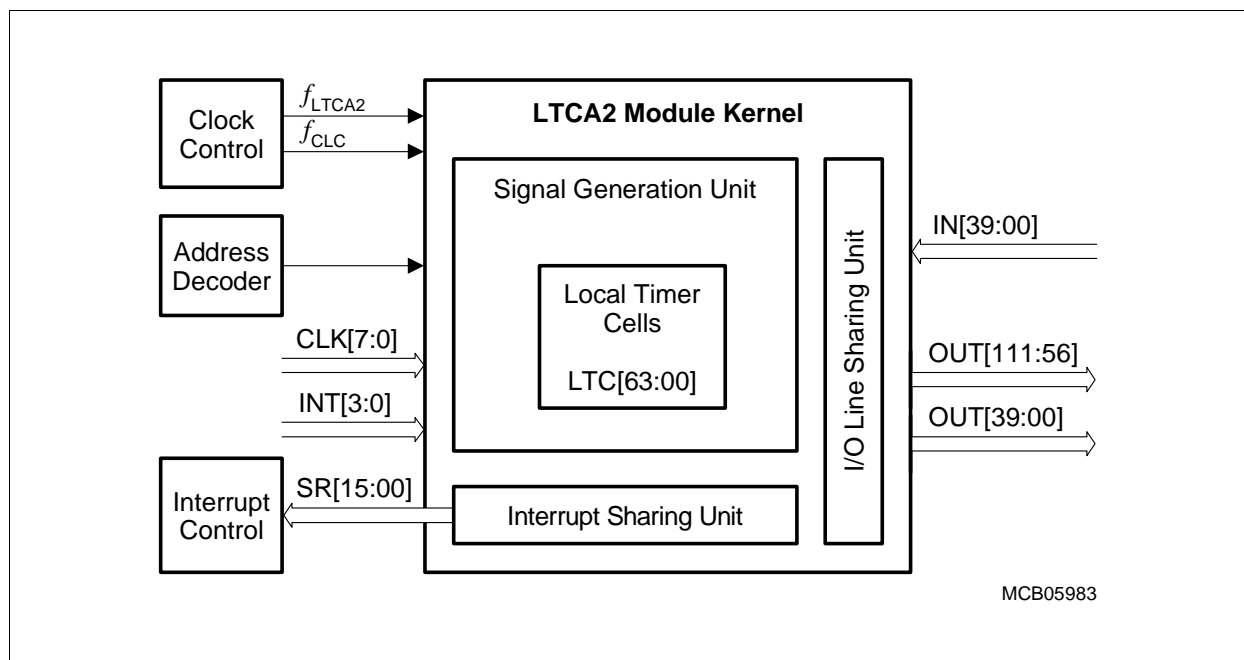 LTCA2 Module Kernel
Clock
Control
fLTCA2
fCLC
Address
Decoder
CLK[7:0]
INT[3:0]
Interrupt
Control
SR[15:00]
Signal Generation Unit
Local Timer
Cells
LTC[63:00]
Interrupt Sharing Unit
I/O Line Sharing Unit
IN[39:00]
OUT[111:56]
OUT[39:00]
MCB05983